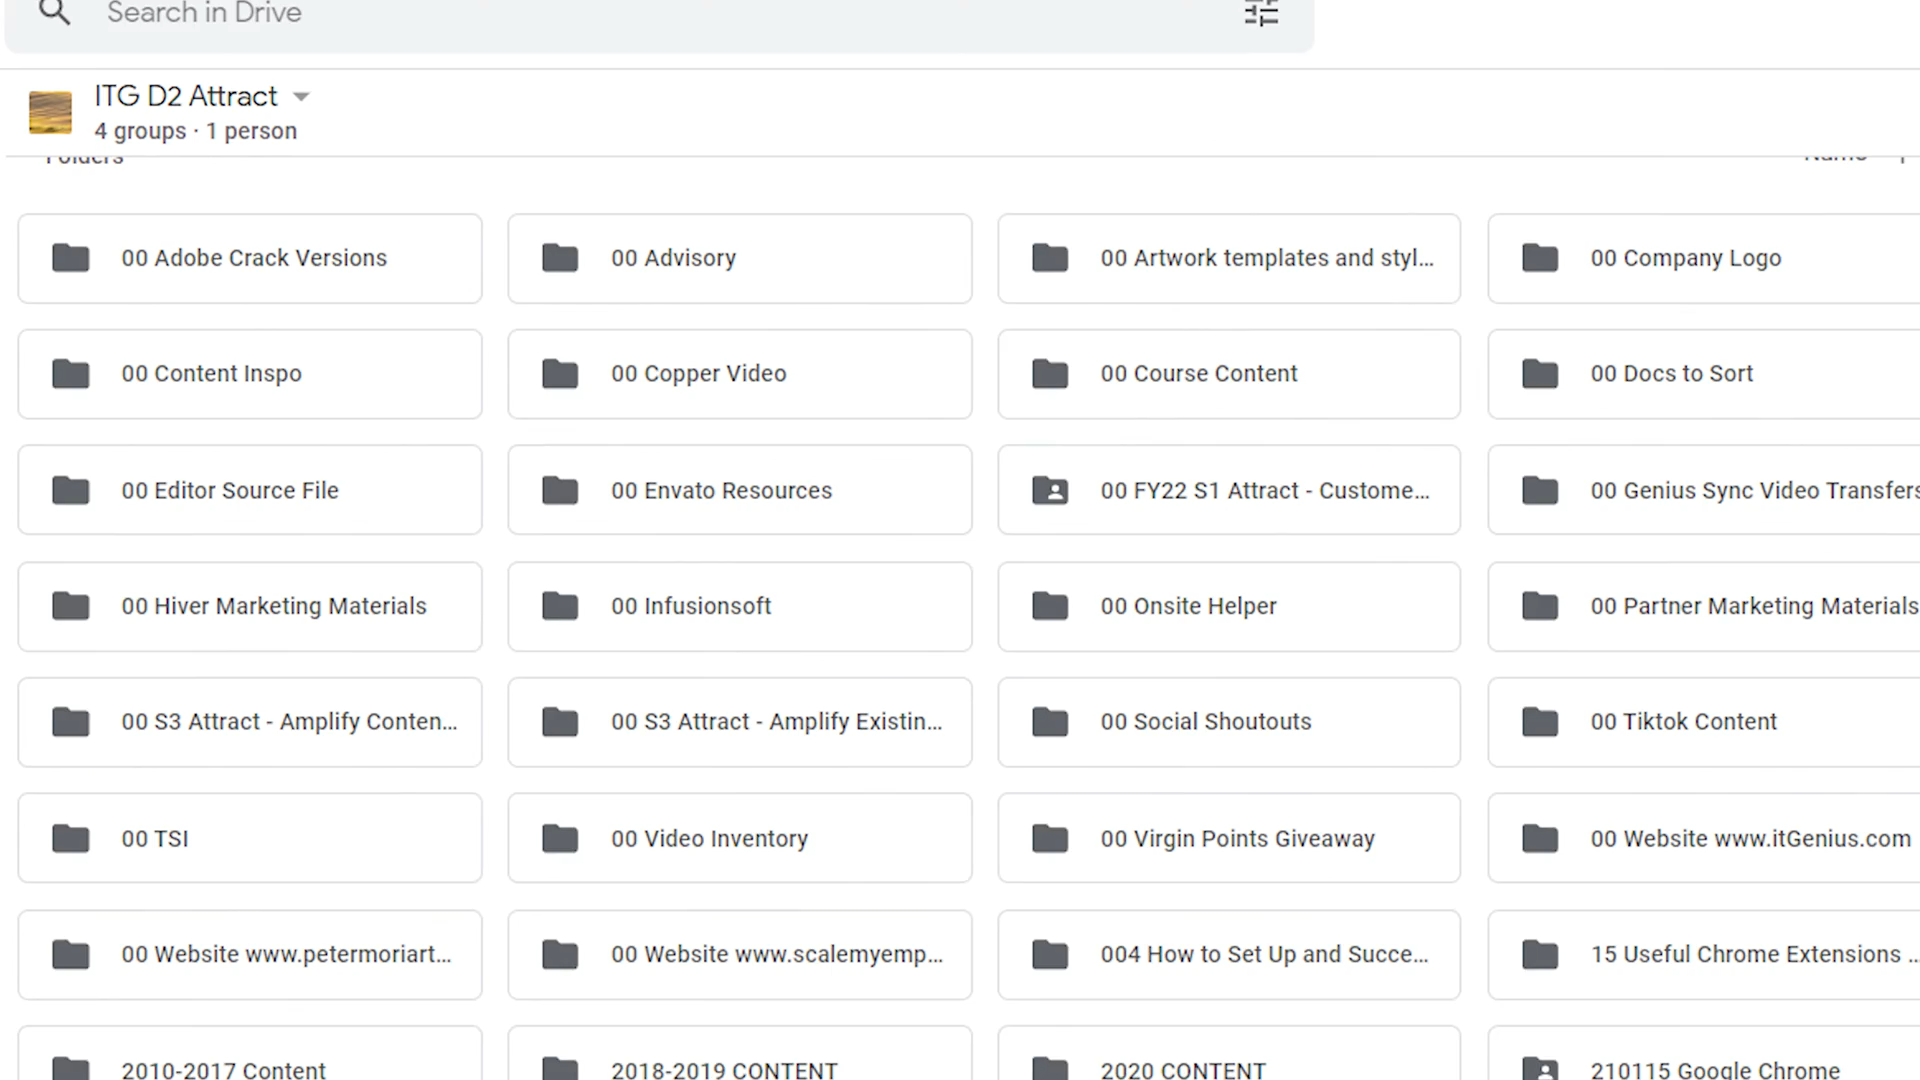 Search in Drive
ITG D2 Attract
4 groups · 1 person
Folders
Name
00 Adobe Crack Versions
00 Advisory
00 Artwork templates and styl...
00 Company Logo
00 Content Inspo
00 Copper Video
00 Course Content
00 Docs to Sort
00 Editor Source File
00 Envato Resources
00 FY22 S1 Attract - Custome...
00 Genius Sync Video Transfers
00 Hiver Marketing Materials
00 Infusionsoft
00 Onsite Helper
00 Partner Marketing Materials
00 S3 Attract - Amplify Conten...
00 S3 Attract - Amplify Existin...
00 Social Shoutouts
00 Tiktok Content
00 TSI
00 Video Inventory
00 Virgin Points Giveaway
00 Website www.itGenius.com
00 Website www.petermoriart...
00 Website www.scalemyemp...
004 How to Set Up and Succe...
15 Useful Chrome Extensions ...
2010-2017 Content
2018-2019 CONTENT
2020 CONTENT
210115 Google Chrome